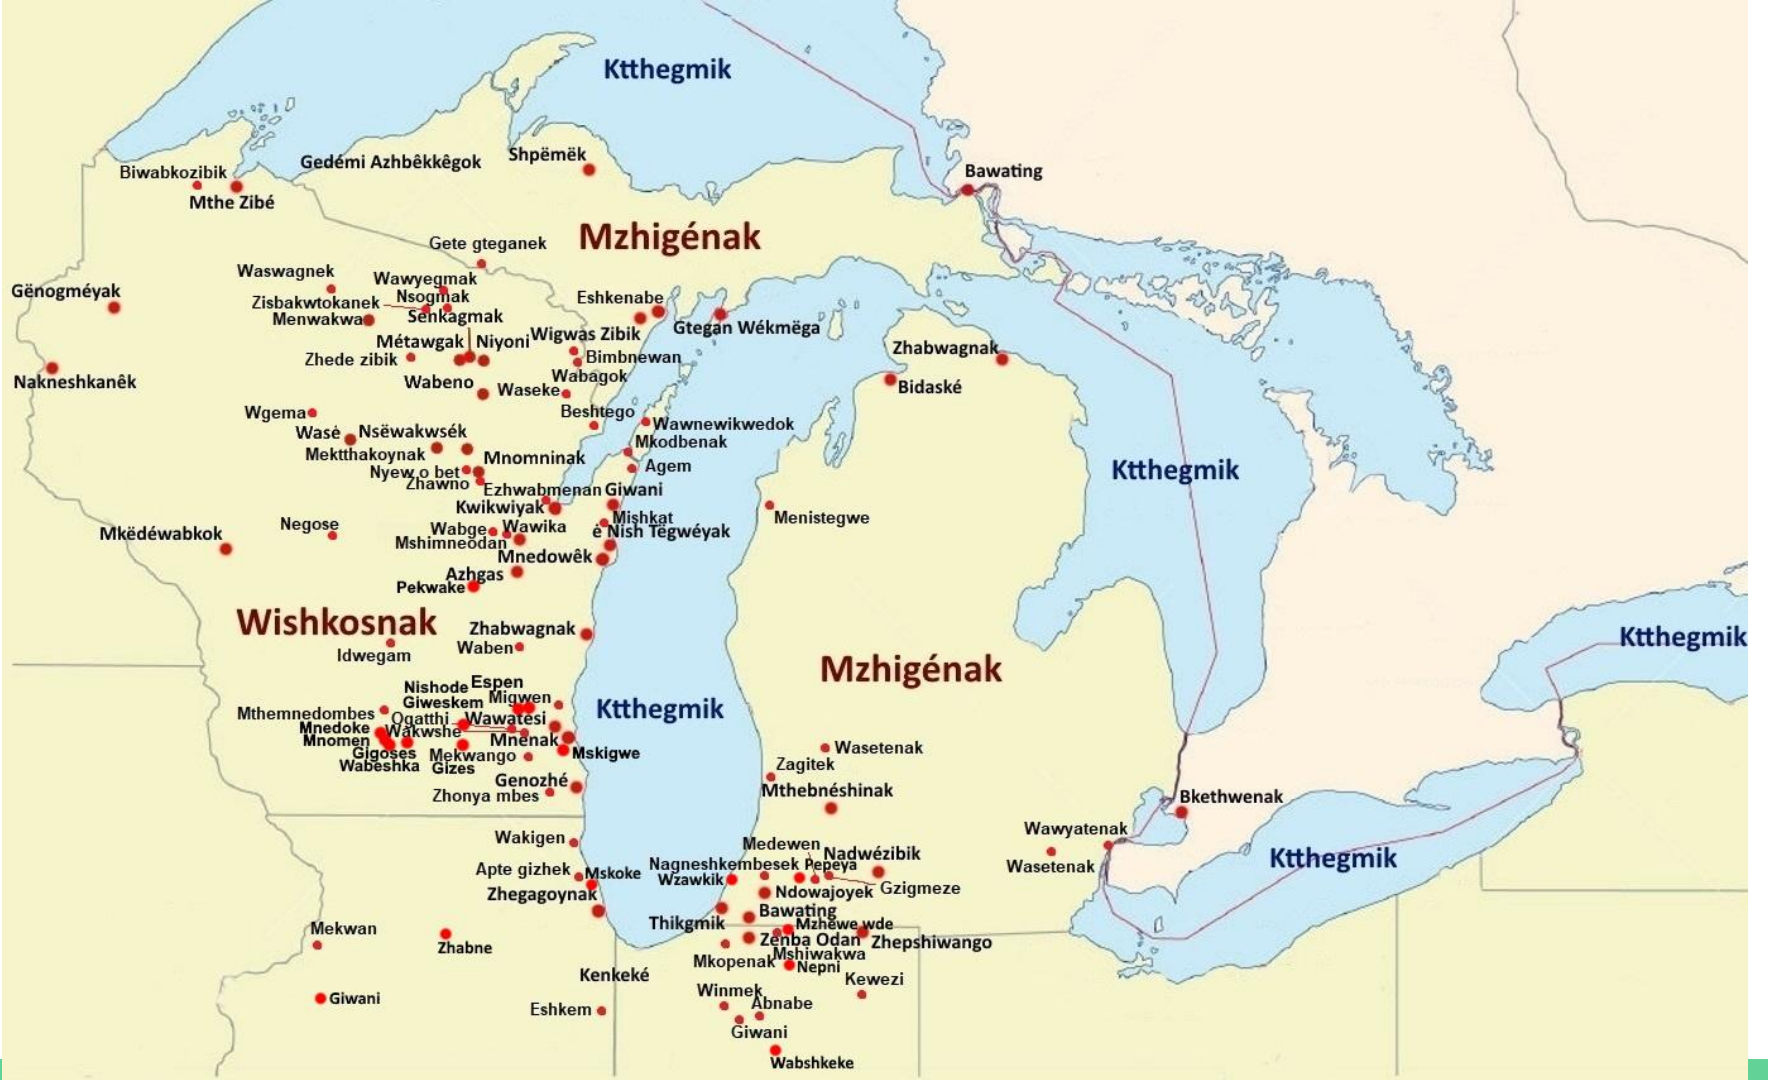 Ktthegmik
Shpëmëk
Gedémi Azhbêkkêgok
Biwabkozibik
Mthe Zibé
Bawating
Mzhigénak
Gete gteganek
Waswagnek
Wawyegmak
Gënogméyak
Zisbakwtokanek
Nsogmak
Menwakwa
Senkagmak
Eshkenabe
Gtegan Wékmëga
Wigwas Zibik
Métawgak
Niyoni
Zhabwagnak
Zhede zibik
Bimbnewan
Nakneshkanêk
Wabeno
Wabagok
Waseke
Bidaské
Wgema
Beshtego
Wawnewikwedok
Wasė
Nsëwakwsék
Mkodbenak
Mektthakoynak
Mnomninak
Agem
Nyew o bet
Zhawno
Ktthegmik
Ezhwabmenan
Giwani
Kwikwiyak
Mishkat
Menistegwe
Negose
Wabge
Wawika
ė Nish Tëgwéyak
Mkëdéwabkok
Mshimneodan
Mnedowêk
Azhgas
Pekwake
Wishkosnak
Zhabwagnak
Waben
Idwegam
Ktthegmik
Mzhigénak
Nishode
Espen
Giweskem
Migwen
Mthemnedombes
Ogatthi
Wawatesi
Ktthegmik
Mnedoke
Wakwshe
Mnomen
Mnenak
Gigoses
Mekwango
Mskigwe
Wabeshka
Gizes
Wasetenak
Zagitek
Genozhé
Mthebnéshinak
Zhonya mbes
Bkethwenak
Wakigen
Wawyatenak
Medewen
Nadwézibik
Ktthegmik
Apte gizhek
Mskoke
Nagneshkembesek
Pepeya
Wasetenak
Wzawkik
Zhegagoynak
Ndowajoyek
Gzigmeze
Bawating
Thikgmik
Mzhewe wde
Mekwan
Zenba Odan
Zhepshiwango
Zhabne
Mshiwakwa
Mkopenak
Nepni
Kenkeké
Kewezi
Giwani
Winmek
Abnabe
Eshkem
Giwani
Wabshkeke